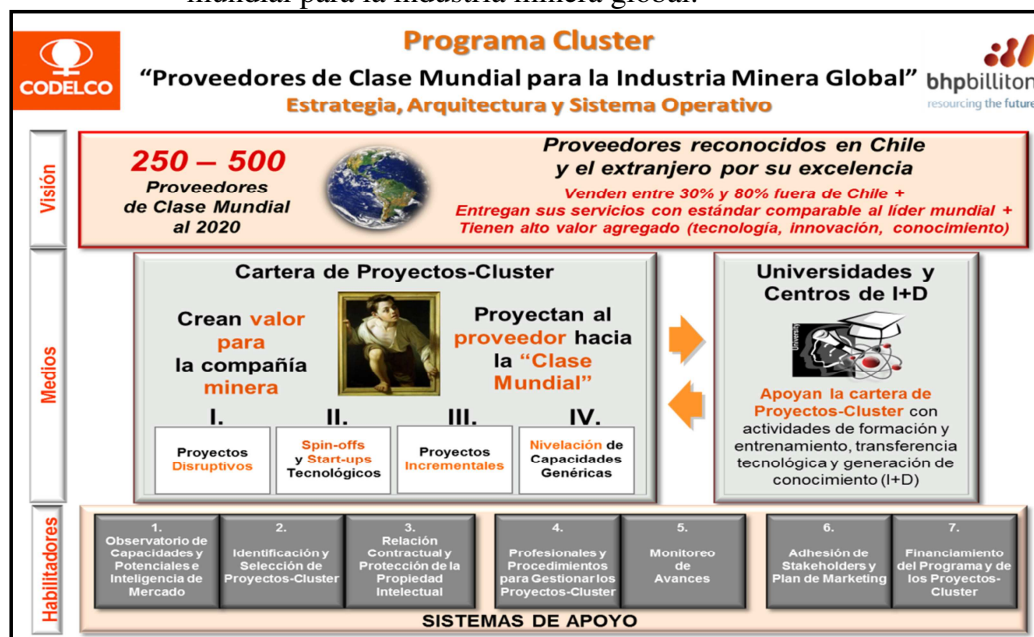 mundial para la industria minera global.
CODELCO
Programa Cluster
“Proveedores de Clase Mundial para la Industria Minera Global”
Estrategia, Arquitectura y Sistema Operativo
bhpbilliton
resourcing the future
Visión
250 – 500
Proveedores
de Clase Mundial
al 2020
Proveedores reconocidos en Chile
y el extranjero por su excelencia
Venden entre 30% y 80% fuera de Chile +
Entregan sus servicios con estándar comparable al líder mundial +
Tienen alto valor agregado (tecnología, innovación, conocimiento)
Medios
Cartera de Proyectos-Cluster
Crean valor
para
la compañía
minera
Proyectan al
proveedor hacia
la “Clase
Mundial”
I.
Proyectos
Disruptivos
II.
Spin-offs
y Start-ups
Tecnológicos
III.
Proyectos
Incrementales
IV.
Nivelación de
Capacidades
Genéricas
Universidades y
Centros de I+D
University
Apoyan la cartera de
Proyectos-Cluster con
actividades de formación y
entrenamiento, transferencia
tecnológica y generación de
conocimiento (I+D)
Habilitadores
1.
Observatorio de
Capacidades y
Potenciales e
Inteligencia de
Mercado
2.
Identificación y
Selección de
Proyectos-Cluster
3.
Relación
Contractual y
Protección de la
Propiedad
Intelectual
4.
Profesionales y
Procedimientos
para Gestionar los
Proyectos-Cluster
5.
Monitoreo
de
Avances
6.
Adhesión de
Stakeholders y
Plan de Marketing
7.
Financiamiento
del Programa y de
los Proyectos-
Cluster
SISTEMAS DE APOYO